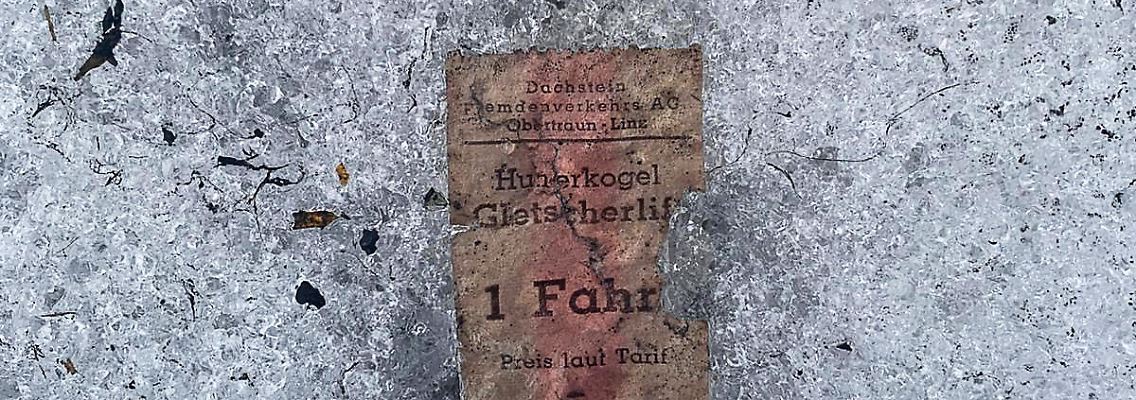 Dachstein
Fremdenverkehrs AG
Obertraun-Linz
Hunerkogel
Gletscherlif
1 Fahr
Preis laut Tarif